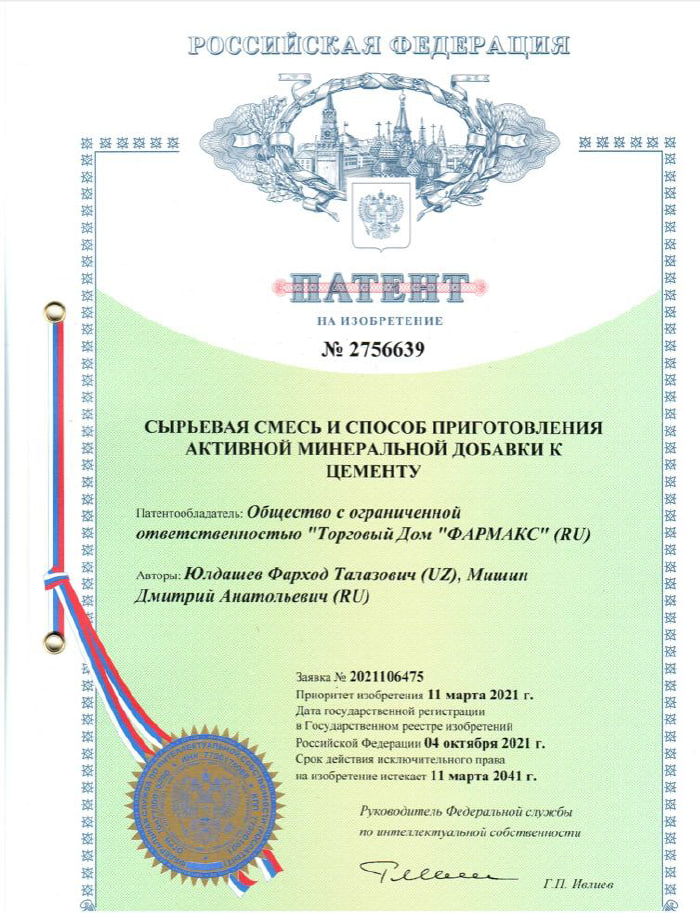 РОССИЙСКАЯ ФЕДЕРАЦИЯ
ПАТЕНТ
НА ИЗОБРЕТЕНИЕ
№ 2756639
СЫРЬЕВАЯ СМЕСЬ И СПОСОБ ПРИГОТОВЛЕНИЯ
АКТИВНОЙ МИНЕРАЛЬНОЙ ДОБАВКИ К
ЦЕМЕНТУ
Патентообладатель: Общество с ограниченной
ответственностью "Торговый Дом "ФАРМАКС" (RU)
Авторы: Юлдашев Фарход Талазович (UZ), Мишин
Дмитрий Анатольевич (RU)
Заявка № 2021106475
Приоритет изобретения 11 марта 2021 г.
Дата государственной регистрации
в Государственном реестре изобретений
Российской Федерации 04 октября 2021 г.
Срок действия исключительного права
на изобретение истекает 11 марта 2041 г.
Руководитель Федеральной службы
по интеллектуальной собственности
Г.П. Ивлиев